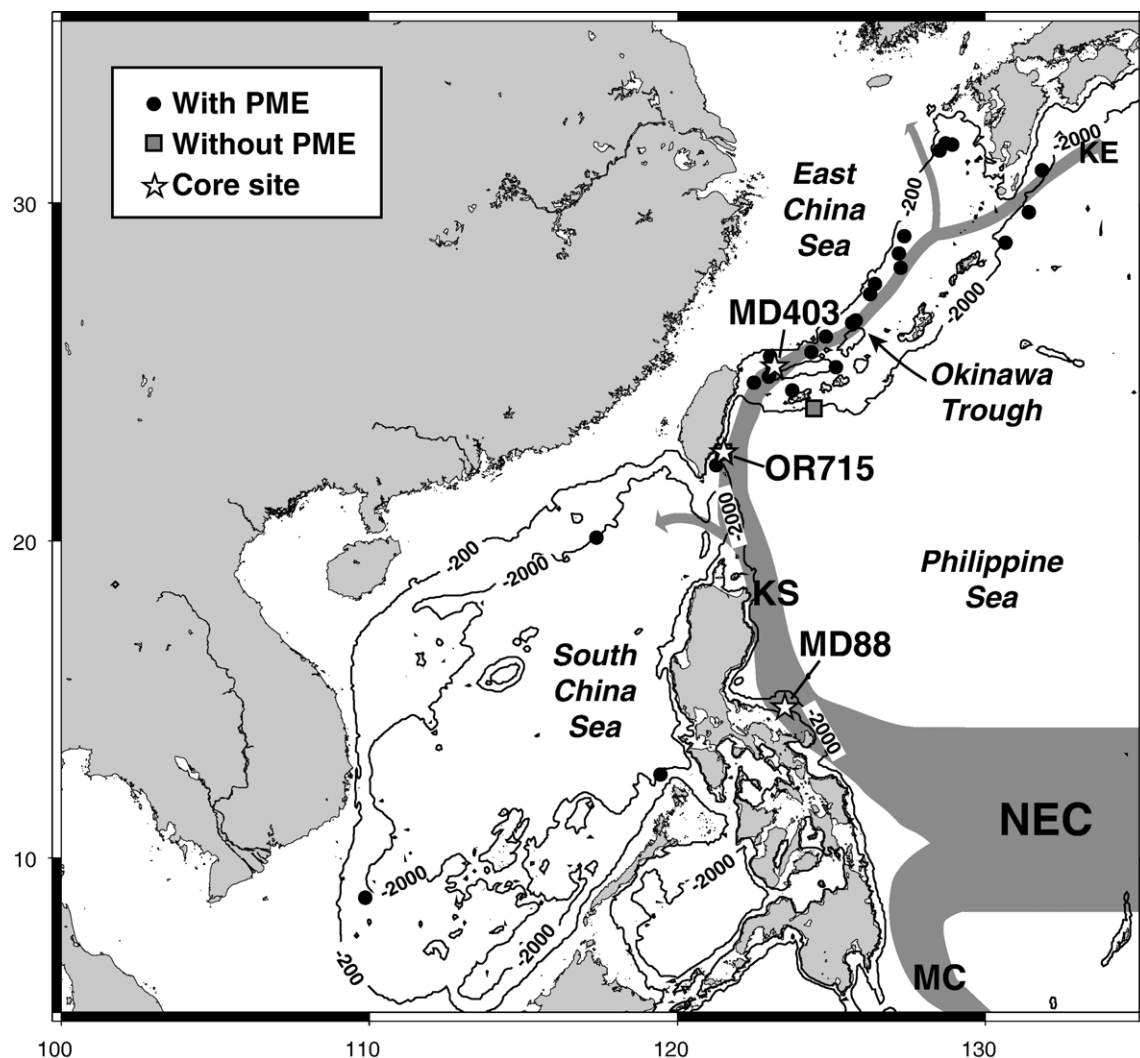 With PME
Without PME
Core site
-2000
KE
East
China
Sea
-200
30
-2000
MD403
Okinawa
Trough
OR715
-2000
-200
20
-2000
Philippine
Sea
KS
South
China
Sea
MD88
-2000
NEC
10
-2000
-2000
-2000
-200
MC
100
110
120
130